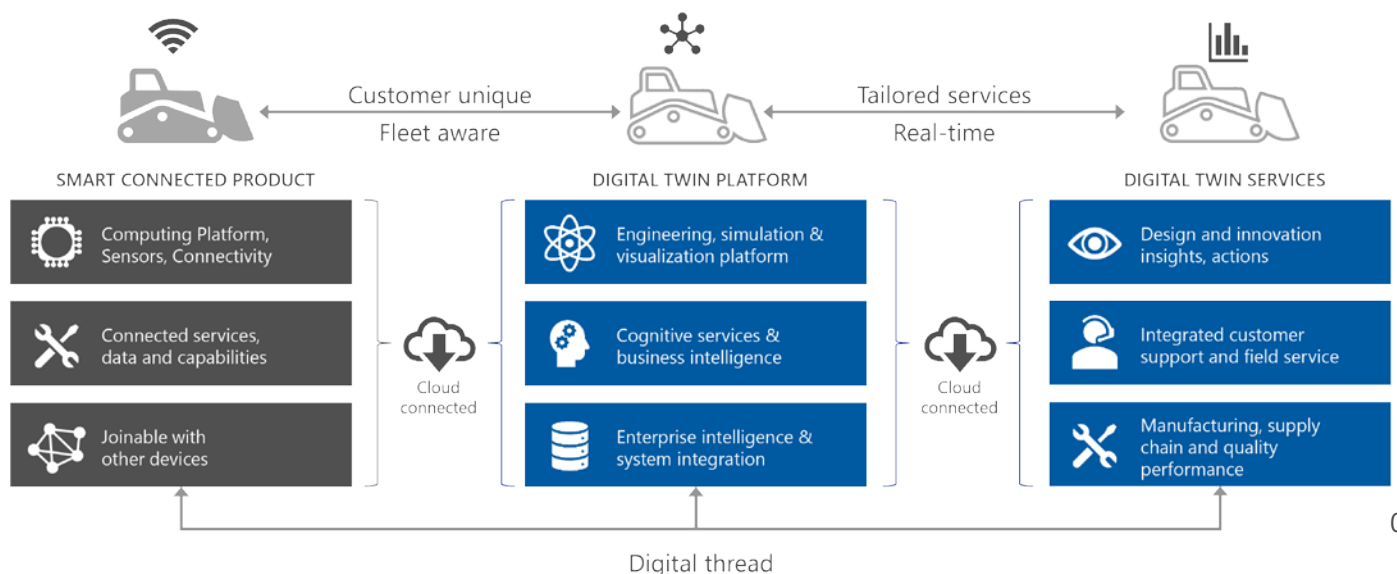 Customer unique
Fleet aware
Tailored services
Real-time
SMART CONNECTED PRODUCT
DIGITAL TWIN PLATFORM
DIGITAL TWIN SERVICES
Computing Platform,
Sensors, Connectivity
Connected services,
data and capabilities
Joinable with
other devices
Cloud
connected
Engineering, simulation &
visualization platform
Cognitive services &
business intelligence
Enterprise intelligence &
system integration
Cloud
connected
Design and innovation
insights, actions
Integrated customer
support and field service
Manufacturing, supply
chain and quality
performance
Digital thread